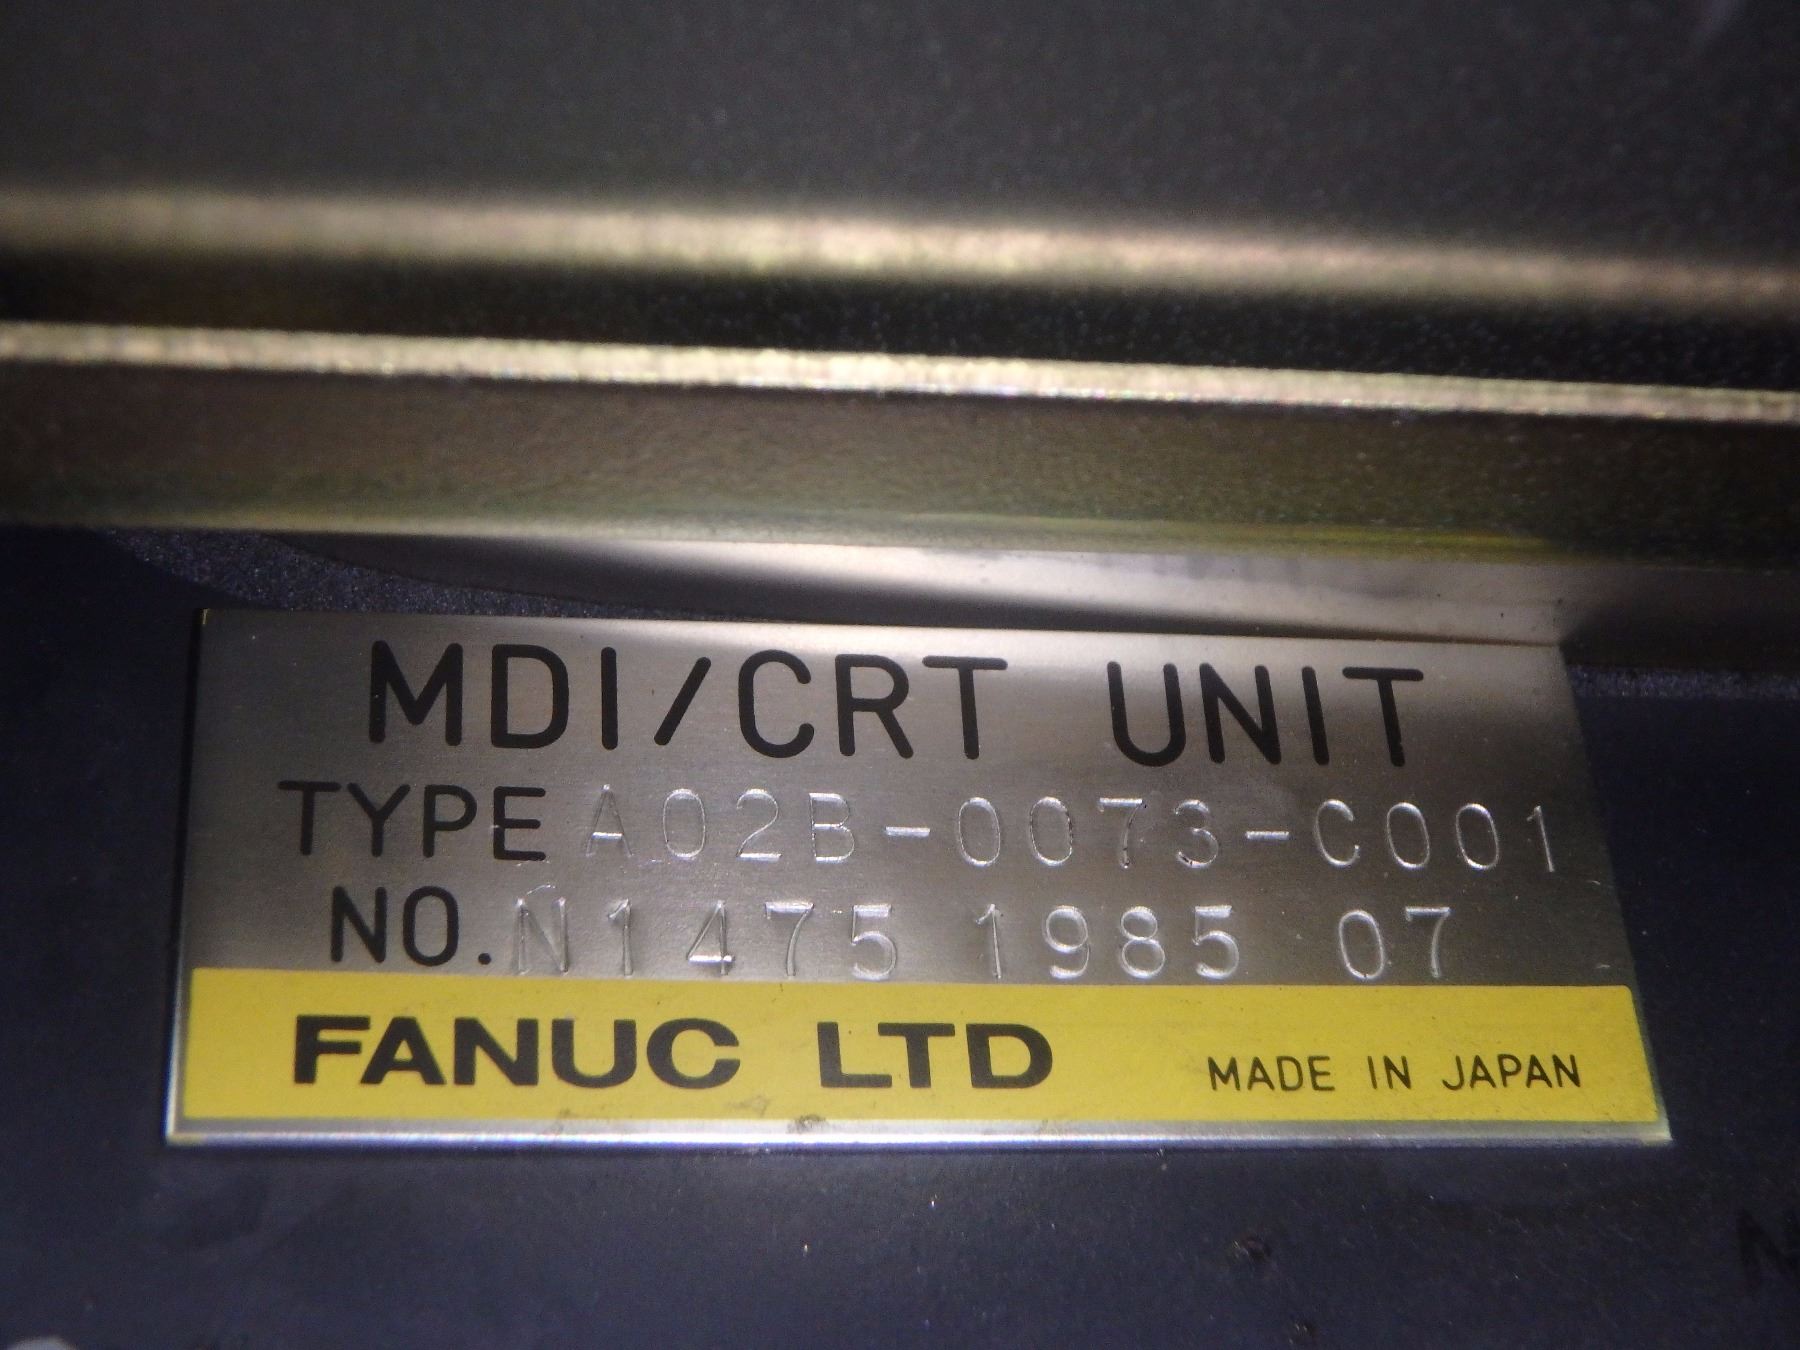 MDI/CRT UNIT
TYPE A02B-0073-C001
NO. N1475 1985 07
FANUC LTD MADE IN JAPAN